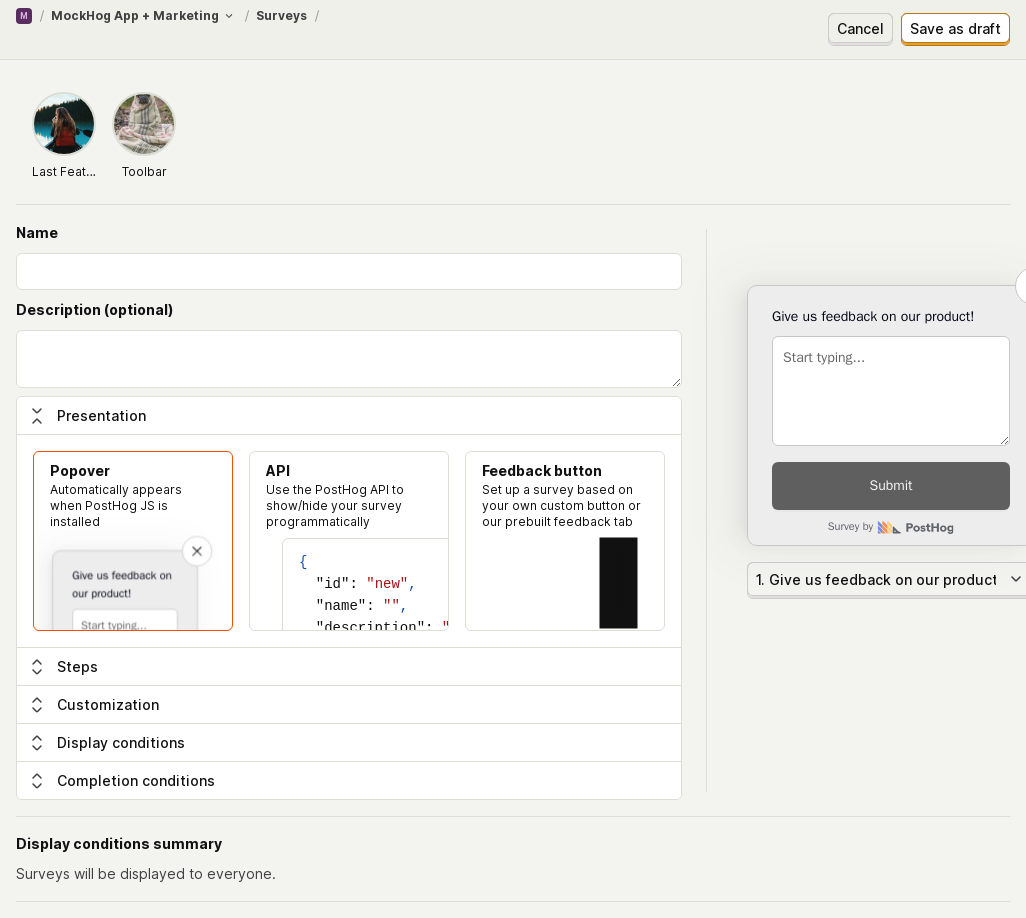 M / MockHog App + Marketing / Surveys /
Cancel
Save as draft
Last Feat...
Toolbar
Name
Description (optional)
Presentation
Popover
Automatically appears
when PostHog JS is
installed
Give us feedback on
our product!
Start typing...
API
Use the PostHog API to
show/hide your survey
programmatically
{
"id": "new",
"name": "",
"description": "
Feedback button
Set up a survey based on
your own custom button or
our prebuilt feedback tab
Steps
Customization
Display conditions
Completion conditions
Give us feedback on our product!
Start typing...
Submit
Survey by PostHog
1. Give us feedback on our product
Display conditions summary
Surveys will be displayed to everyone.